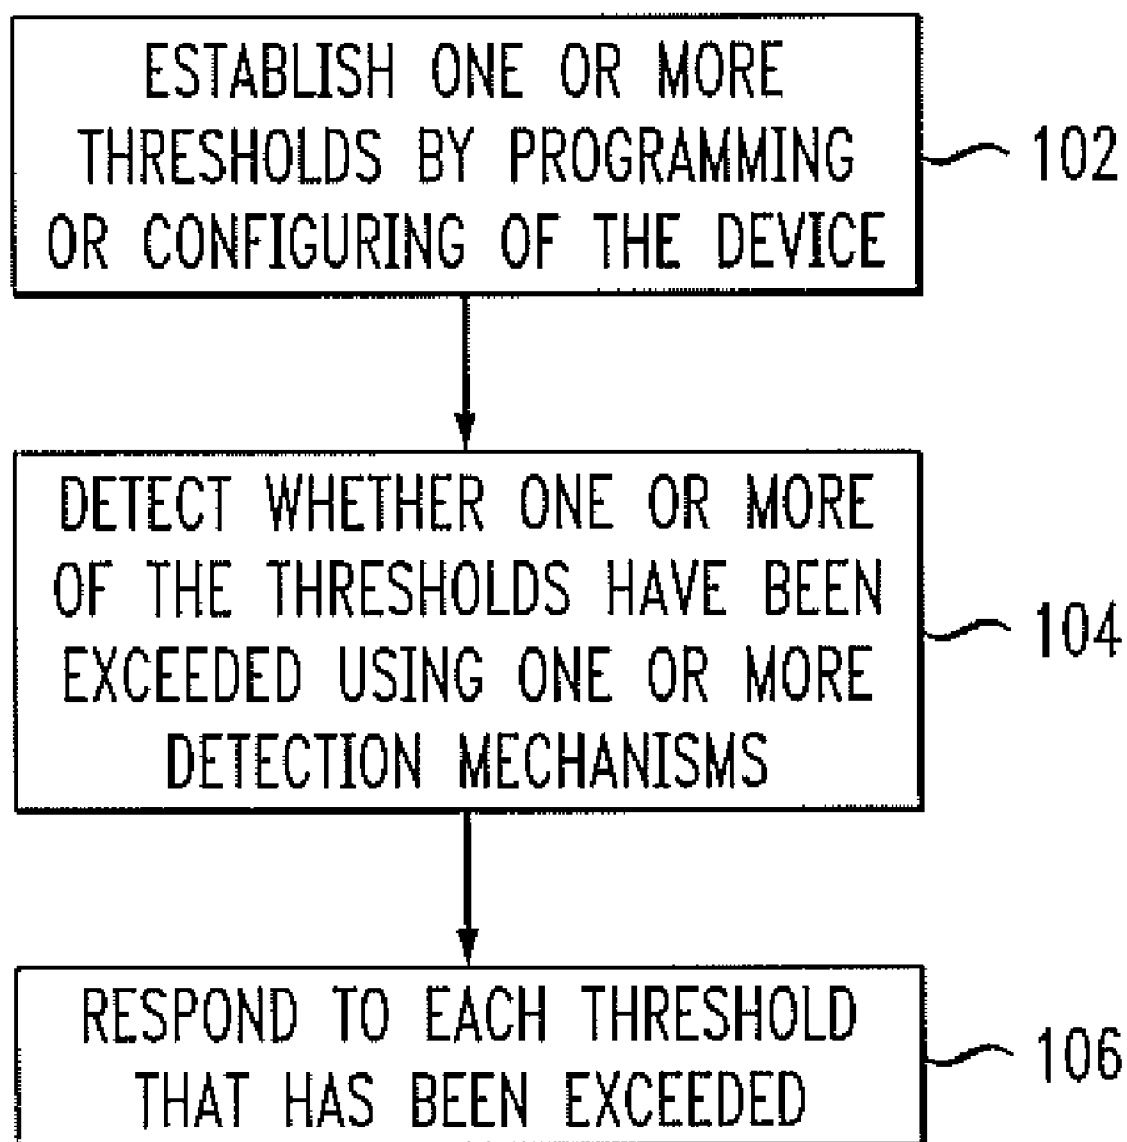 ESTABLISH ONE OR MORE
THRESHOLDS BY PROGRAMMING
OR CONFIGURING OF THE DEVICE
102
DETECT WHETHER ONE OR MORE
OF THE THRESHOLDS HAVE BEEN
EXCEEDED USING ONE OR MORE
DETECTION MECHANISMS
104
RESPOND TO EACH THRESHOLD
THAT HAS BEEN EXCEEDED
106